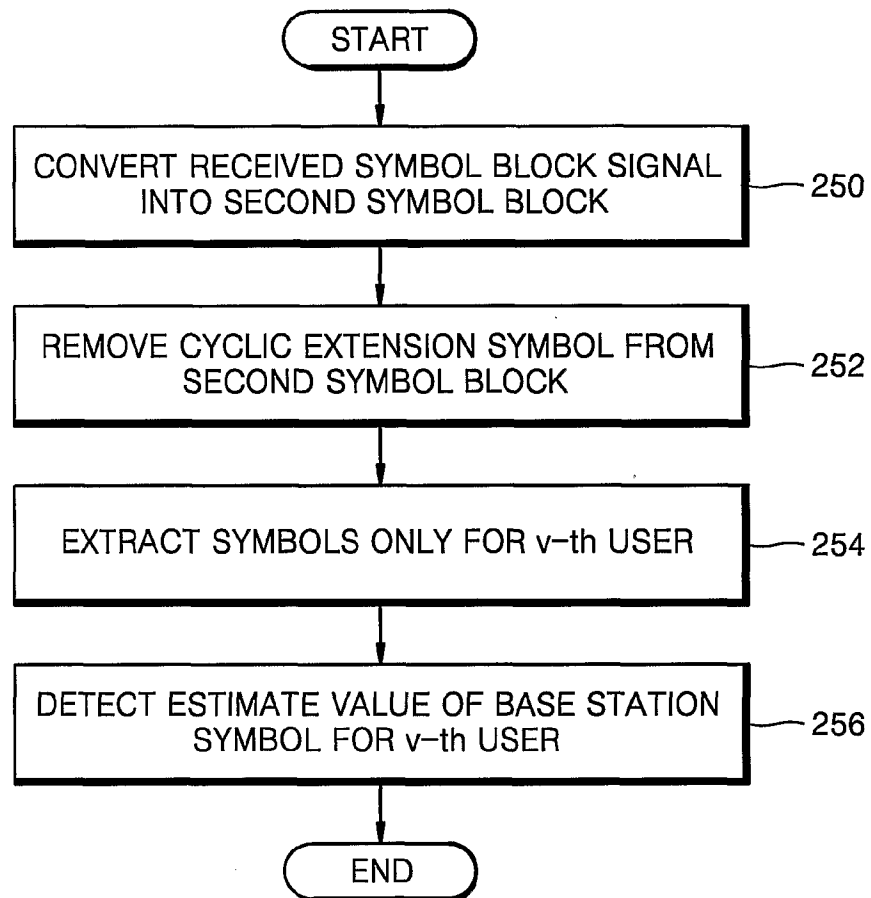 START
CONVERT RECEIVED SYMBOL BLOCK SIGNAL
INTO SECOND SYMBOL BLOCK
250
REMOVE CYCLIC EXTENSION SYMBOL FROM
SECOND SYMBOL BLOCK
252
EXTRACT SYMBOLS ONLY FOR v-th USER
254
DETECT ESTIMATE VALUE OF BASE STATION
SYMBOL FOR v-th USER
256
END